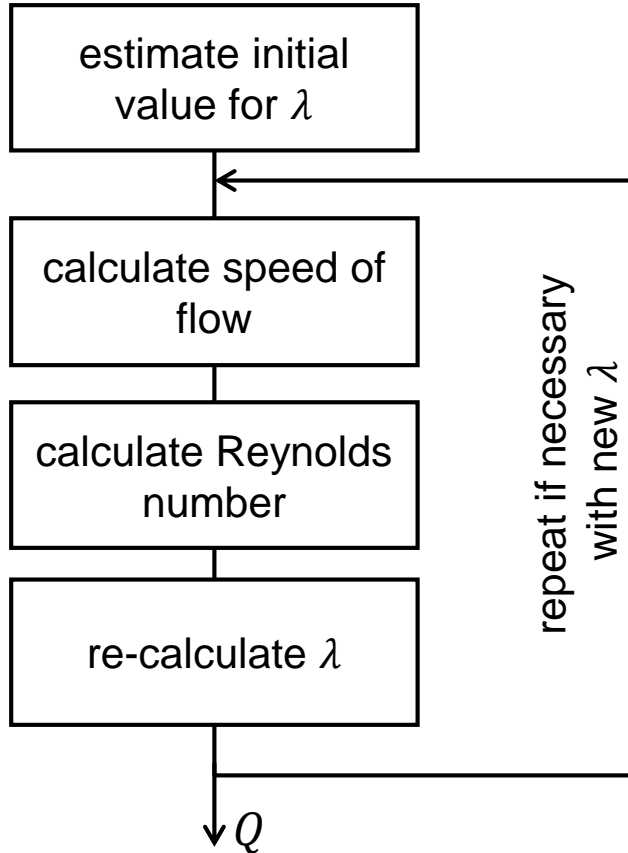 estimate initial
value for λ
calculate speed of
flow
calculate Reynolds
number
re-calculate λ
repeat if necessary
with new λ
Q